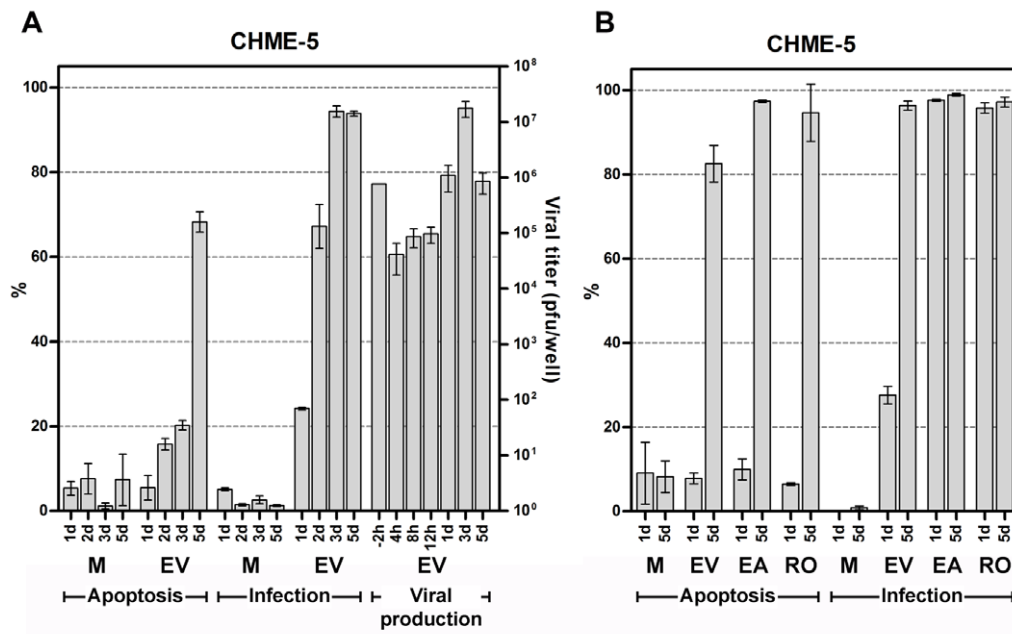 A
CHME-5
100
80
60
40
20
0
%
10⁸
10⁷
10⁶
10⁵
10⁴
10³
10²
10¹
10⁰
Viral titer (pfu/well)
1d 2d 3d 5d 1d 2d 3d 5d 1d 2d 3d 5d 1d 2d 3d 5d -2h 4h 8h 12h 1d 3d 5d
M EV M EV EV
Apoptosis Infection Viral
production
B
CHME-5
100
80
60
40
20
0
%
1d 5d 1d 5d 1d 5d 1d 5d 1d 5d 1d 5d 1d 5d 1d 5d
M EV EA RO M EV EA RO
Apoptosis Infection